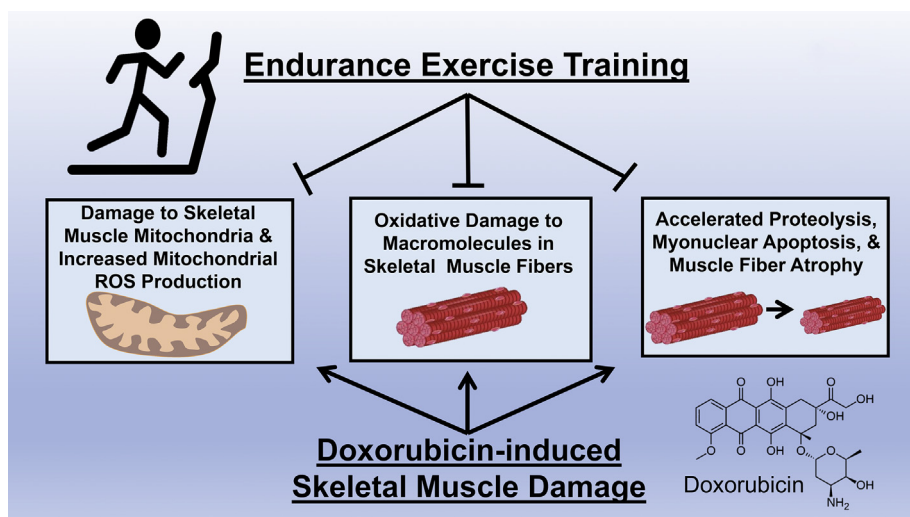 Endurance Exercise Training
Damage to Skeletal
Muscle Mitochondria &
Increased Mitochondrial
ROS Production
Oxidative Damage to
Macromolecules in
Skeletal Muscle Fibers
Accelerated Proteolysis,
Myonuclear Apoptosis, &
Muscle Fiber Atrophy
Doxorubicin-induced
Skeletal Muscle Damage
O
OH
O
OH
OH
O
O
OH
O
O
OH
NH₂
Doxorubicin